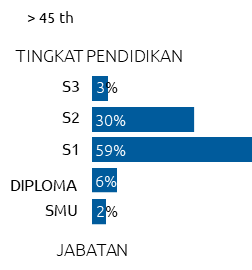 > 45 th
TINGKAT PENDIDIKAN
S3 3%
S2 30%
S1 59%
DIPLOMA 6%
SMU 2%
JABATAN